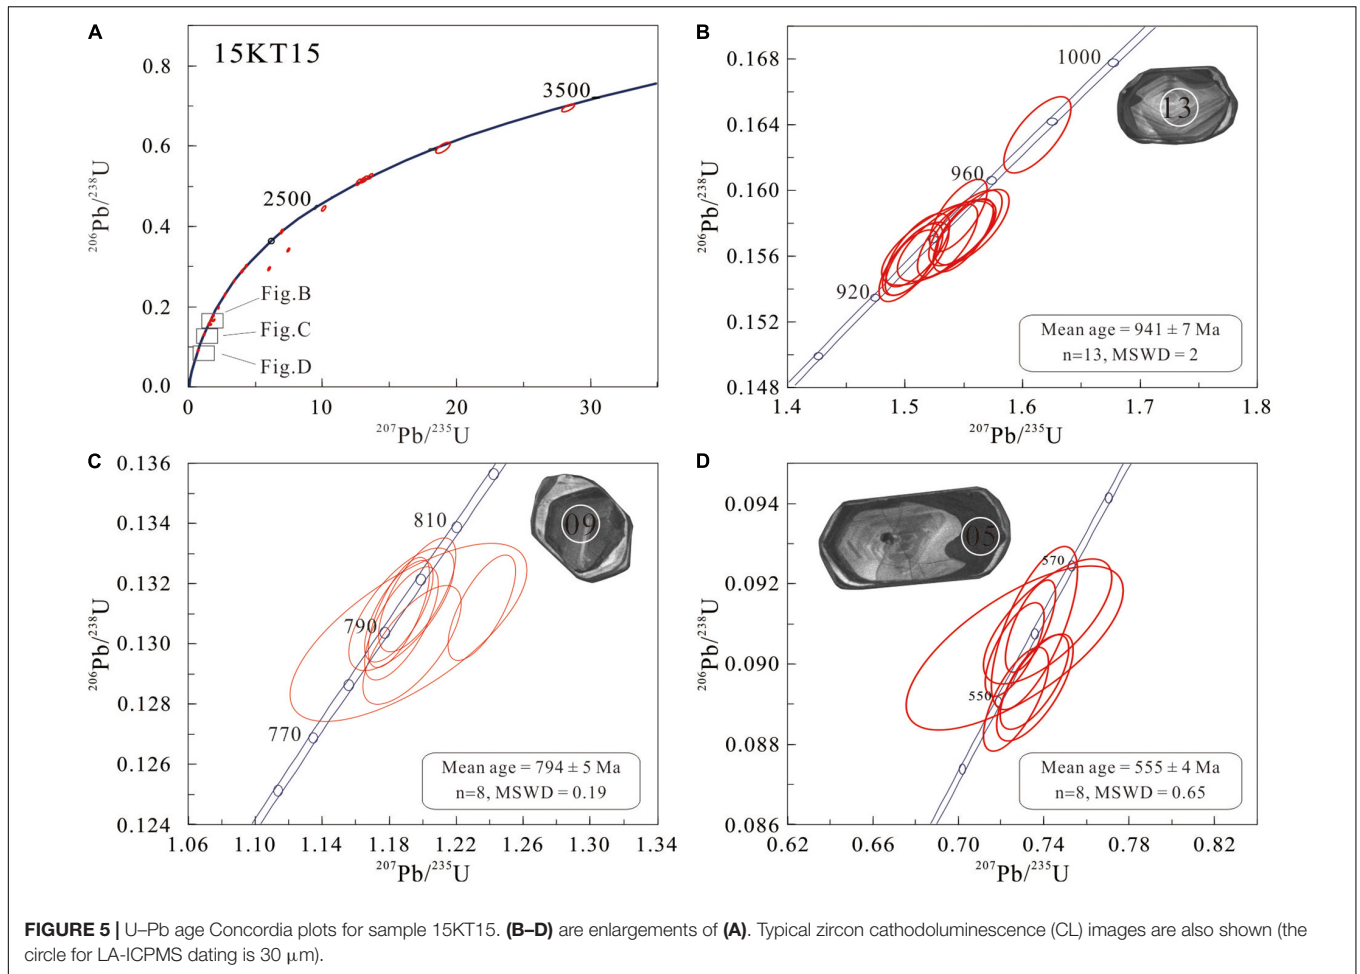 A
15KT15
0.8
0.6
0.4
0.2
0.0
²⁰⁶Pb/²³⁸U
3500
2500
Fig.B
Fig.C
Fig.D
0 10 20 30
²⁰⁷Pb/²³⁵U
B
0.168
0.164
0.160
0.156
0.152
0.148
²⁰⁶Pb/²³⁸U
1000
960
920
13
Mean age = 941 ± 7 Ma
n=13, MSWD = 2
1.4 1.5 1.6 1.7 1.8
²⁰⁷Pb/²³⁵U
C
0.136
0.134
0.132
0.130
0.128
0.126
0.124
²⁰⁶Pb/²³⁸U
810
790
770
09
Mean age = 794 ± 5 Ma
n=8, MSWD = 0.19
1.06 1.10 1.14 1.18 1.22 1.26 1.30 1.34
²⁰⁷Pb/²³⁵U
D
0.094
0.092
0.090
0.088
0.086
²⁰⁶Pb/²³⁸U
570
550
05
Mean age = 555 ± 4 Ma
n=8, MSWD = 0.65
0.62 0.66 0.70 0.74 0.78 0.82
²⁰⁷Pb/²³⁵U
FIGURE 5 | U–Pb age Concordia plots for sample 15KT15. (B–D) are enlargements of (A). Typical zircon cathodoluminescence (CL) images are also shown (the
circle for LA-ICPMS dating is 30 μm).